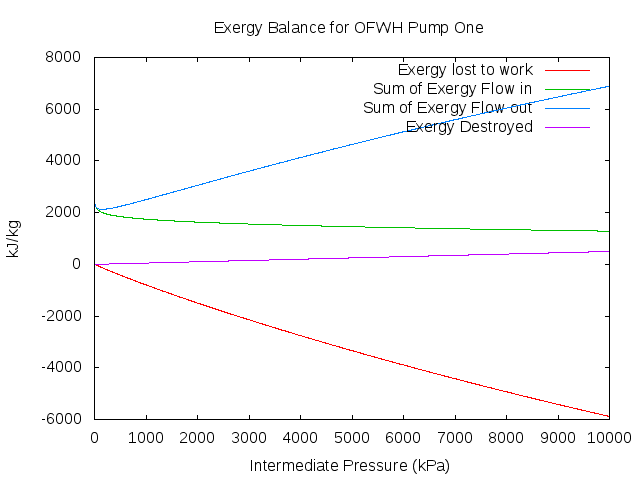 Exergy Balance for OFWH Pump One
8000
6000
4000
2000
0
-2000
-4000
-6000
kJ/kg
Exergy lost to work
Sum of Exergy Flow in
Sum of Exergy Flow out
Exergy Destroyed
0 1000 2000 3000 4000 5000 6000 7000 8000 9000 10000
Intermediate Pressure (kPa)